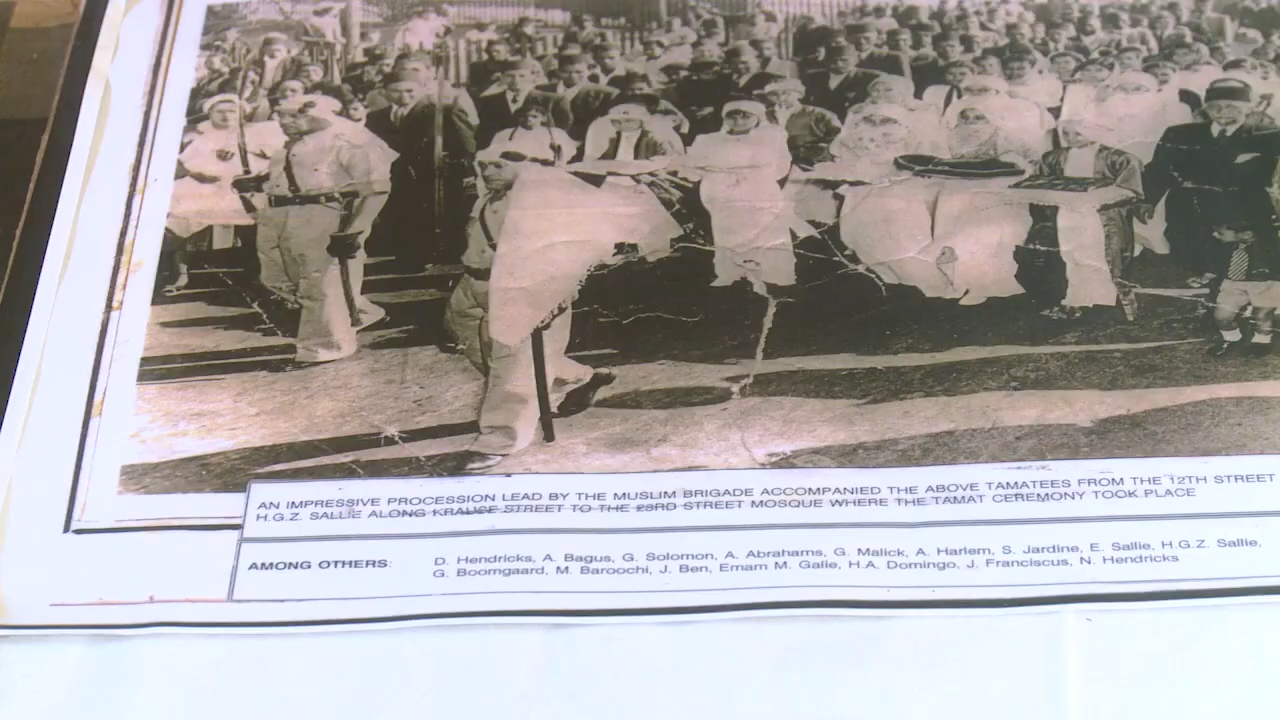 AN IMPRESSIVE PROCESSION LEAD BY THE MUSLIM BRIGADE ACCOMPANIED THE ABOVE TAMATEES FROM THE 12TH STREET
H.G.Z. SALLIE ALONG KRAUSE STREET TO THE 23RD STREET MOSQUE WHERE THE TAMAT CEREMONY TOOK PLACE
AMONG OTHERS: D. Hendricks, A. Bagus, G. Solomon, A. Abrahams, G. Malick, A. Harlem, S. Jardine, E. Sallie, H.G.Z. Sallie,
G. Boomgaard, M. Baroochi, J. Ben, Emam M. Galie, H.A. Domingo, J. Franciscus, N. Hendricks